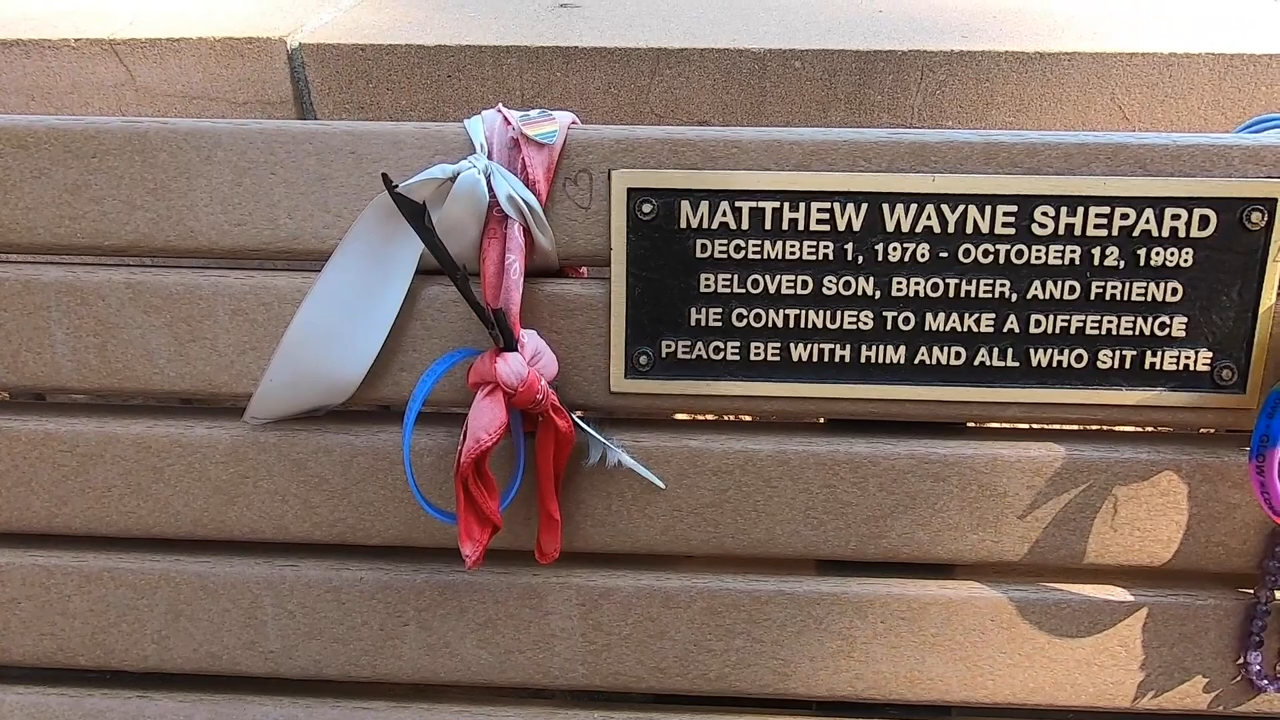 MATTHEW WAYNE SHEPARD
DECEMBER 1, 1976 - OCTOBER 12, 1998
BELOVED SON, BROTHER, AND FRIEND
HE CONTINUES TO MAKE A DIFFERENCE
PEACE BE WITH HIM AND ALL WHO SIT HERE
GLOW